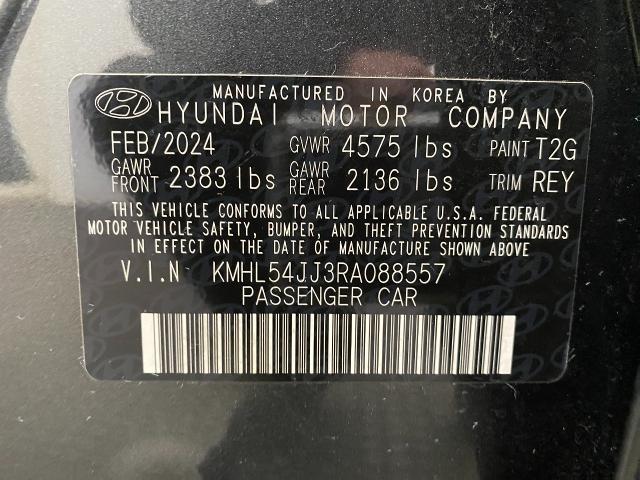 MANUFACTURED IN KOREA BY
HYUNDAI MOTOR COMPANY
FEB/2024 GVWR 4575 lbs PAINT T2G
GAWR FRONT 2383 lbs GAWR REAR 2136 lbs TRIM REY
THIS VEHICLE CONFORMS TO ALL APPLICABLE U.S.A. FEDERAL
MOTOR VEHICLE SAFETY, BUMPER, AND THEFT PREVENTION STANDARDS
IN EFFECT ON THE DATE OF MANUFACTURE SHOWN ABOVE.
V.I.N KMHL54JJ3RA088557
PASSENGER CAR